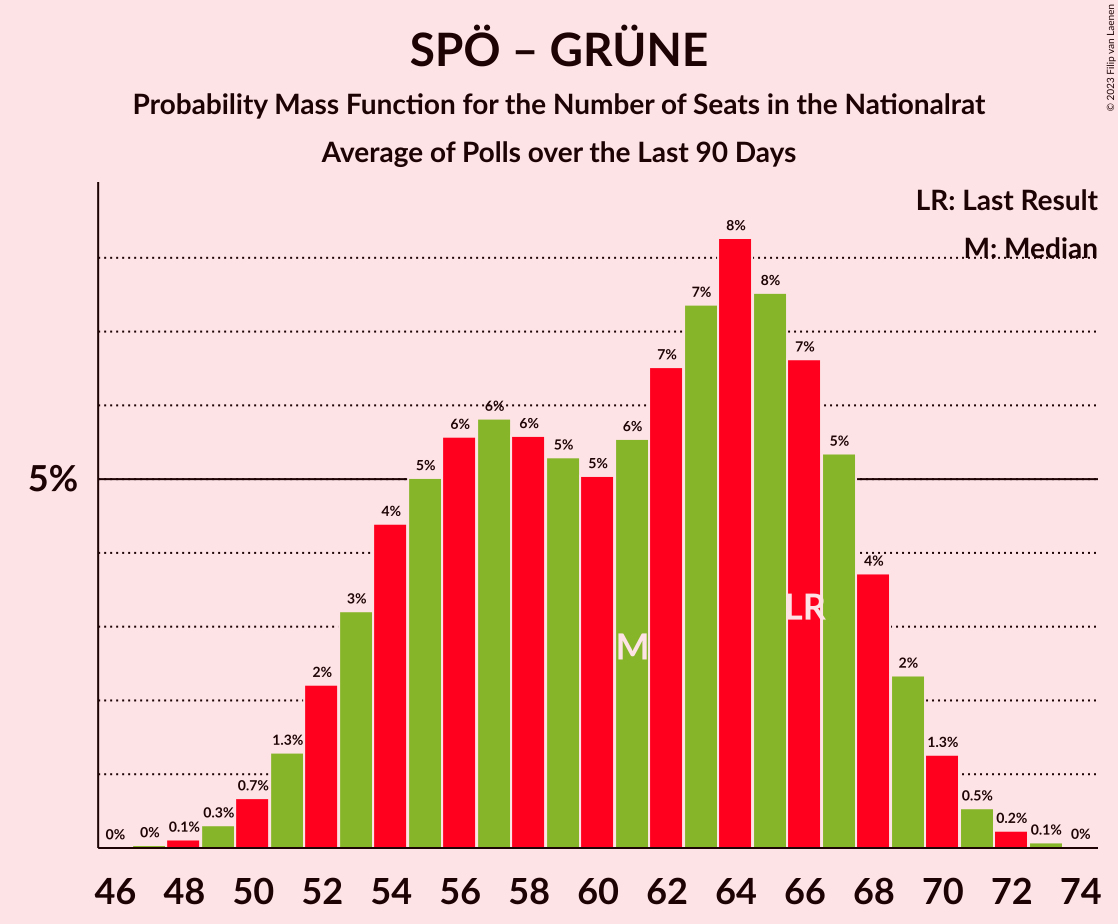 SPÖ – GRÜNE
Probability Mass Function for the Number of Seats in the Nationalrat
Average of Polls over the Last 90 Days
© 2023 Filip van Laenen
LR: Last Result
M: Median
5%
0% 0% 0.1% 0.3% 0.7% 1.3% 2% 3% 4% 5% 6% 6% 6% 5% 5% 6% 7% 7% 8% 8% 7% 5% 4% 2% 1.3% 0.5% 0.2% 0.1% 0%
LR
M
46 48 50 52 54 56 58 60 62 64 66 68 70 72 74